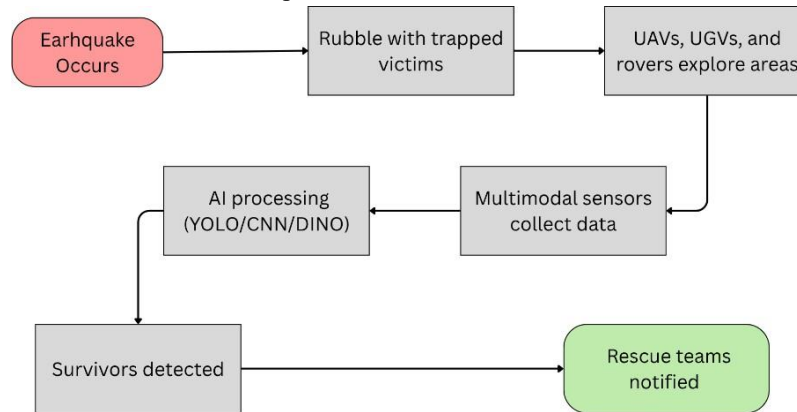 Earhquake
Occurs
Rubble with trapped
victims
UAVs, UGVs, and
rovers explore areas
AI processing
(YOLO/CNN/DINO)
Multimodal sensors
collect data
Survivors detected
Rescue teams
notified